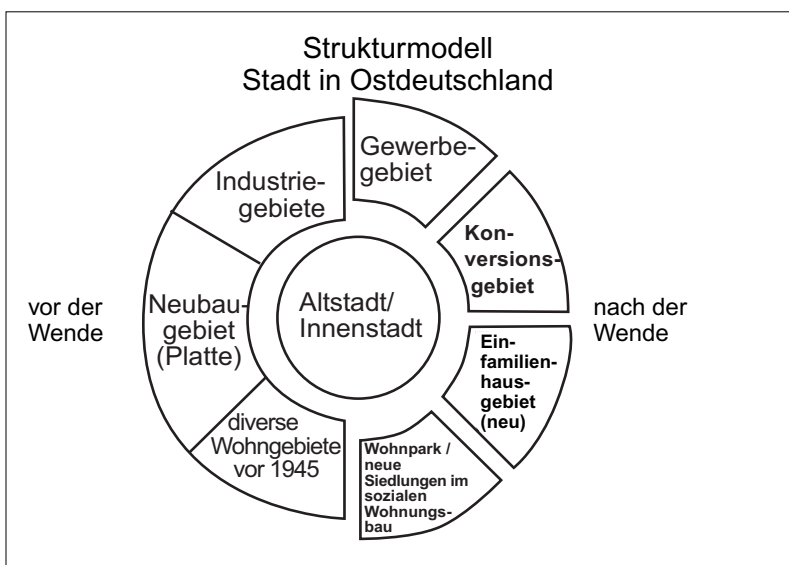 Strukturmodell
Stadt in Ostdeutschland
Gewerbe-
gebiet
Industrie-
gebiete
Kon-
versions-
gebiet
vor der
Wende
Neubau-
gebiet
(Platte)
Altstadt/
Innenstadt
nach der
Wende
Ein-
familien-
haus-
gebiet
(neu)
diverse
Wohngebiete
vor 1945
Wohnpark /
neue
Siedlungen im
sozialen
Wohnungs-
bau